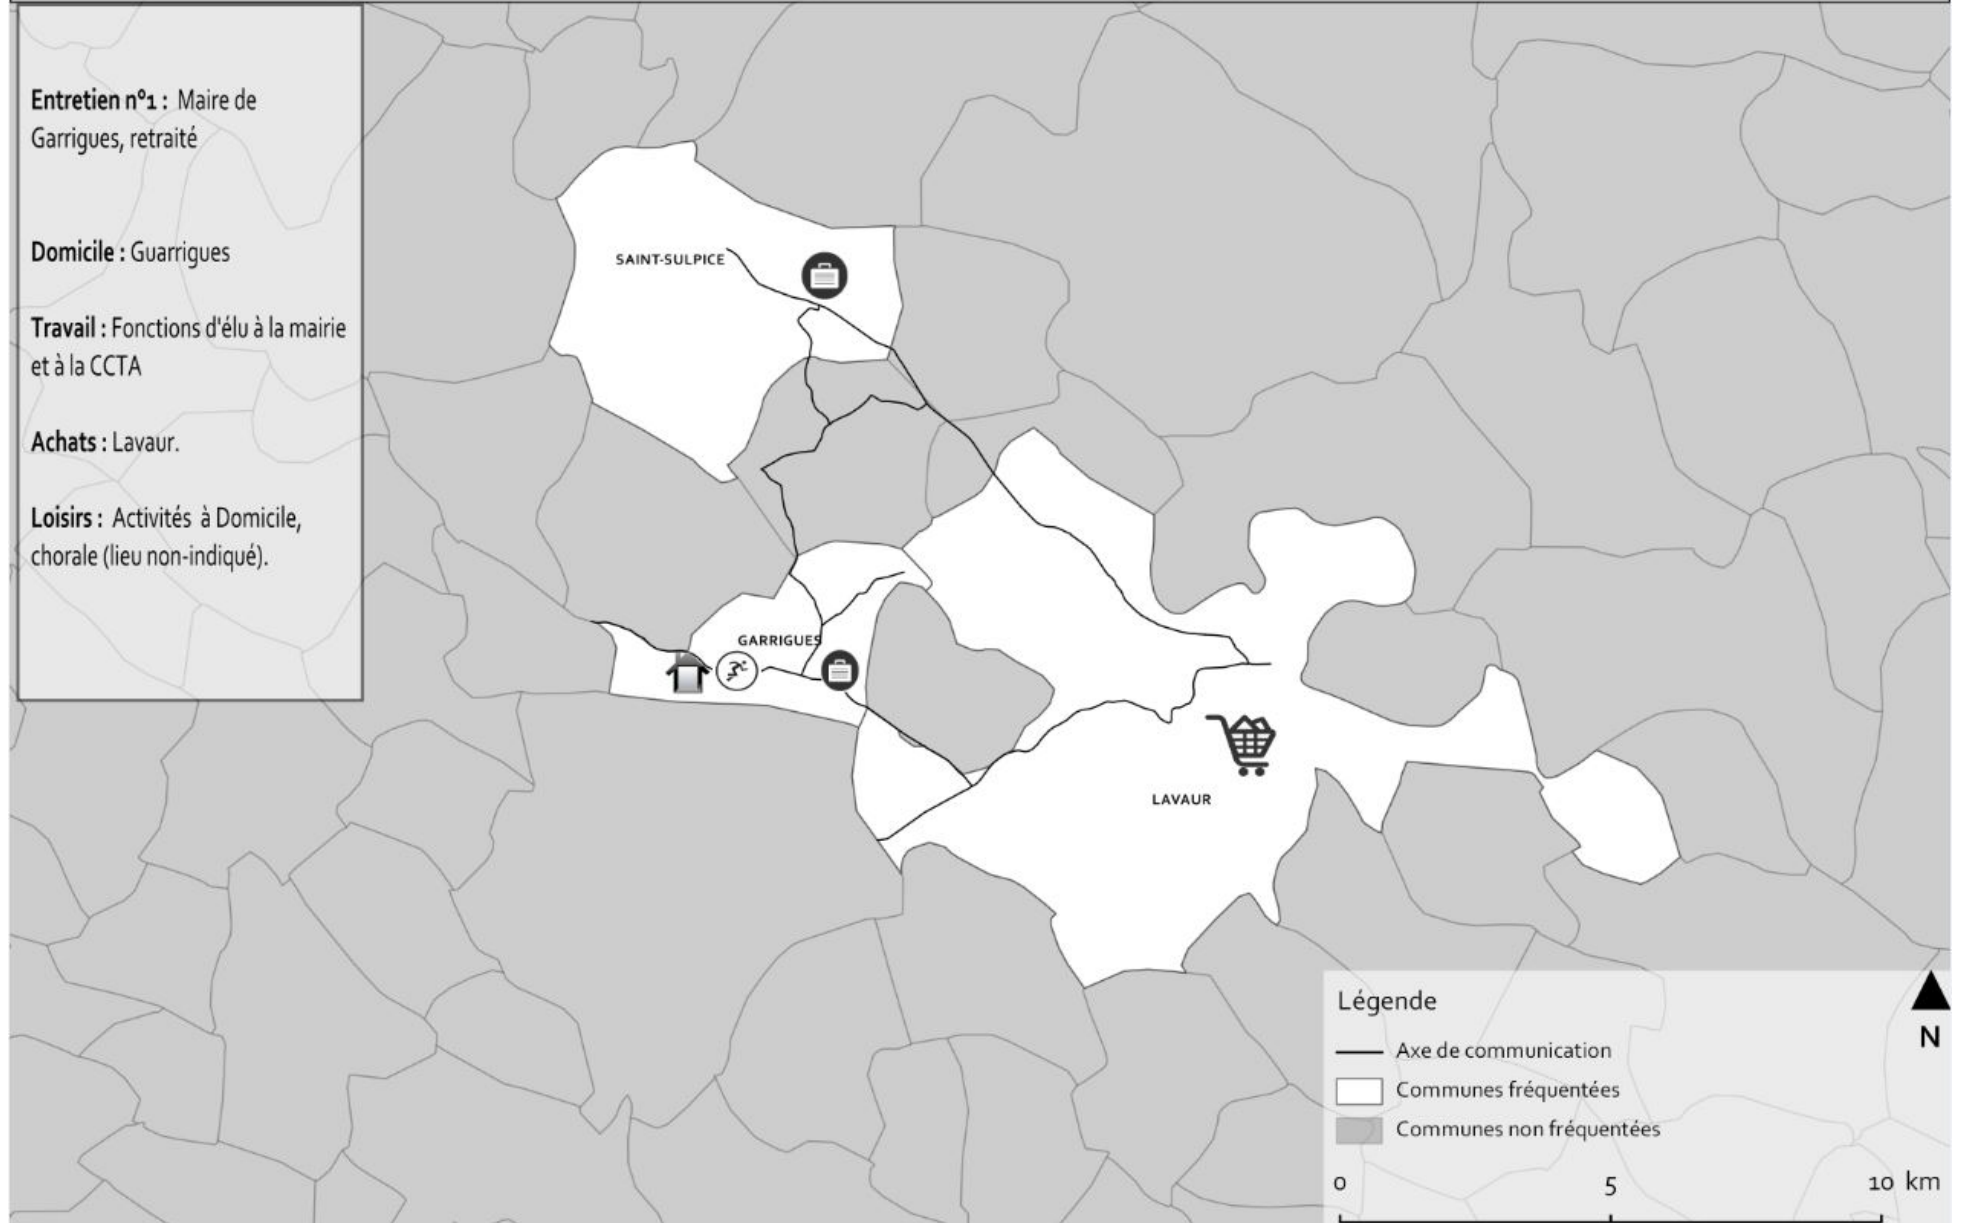 Entretien n°1 : Maire de
Garrigues, retraité
Domicile : Guarrigues
Travail : Fonctions d'élu à la mairie
et à la CCTA
Achats : Lavaur.
Loisirs : Activités à Domicile,
chorale (lieu non-indiqué).
SAINT-SULPICE
GARRIGUES
LAVAUR
Légende
N
Axe de communication
Communes fréquentées
Communes non fréquentées
0 5 10 km